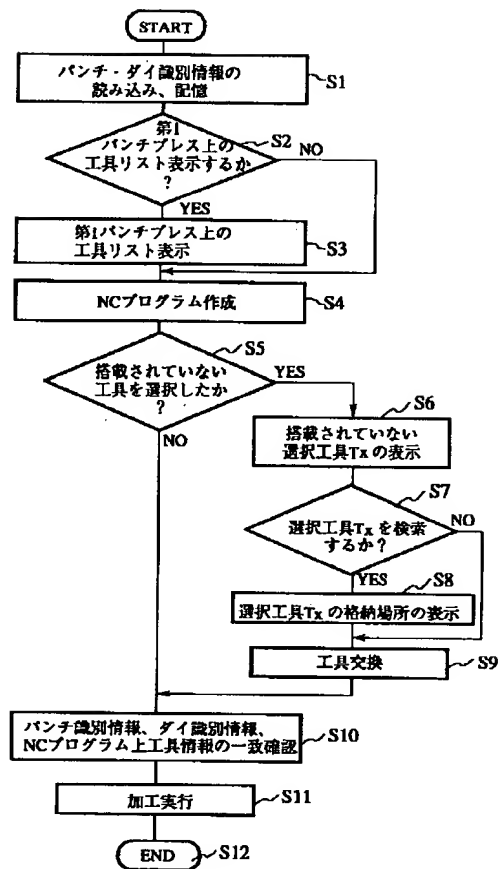 START
パンチ・ダイ識別情報の
読み込み、記憶
S1
第1
パンチプレス上の
工具リスト表示するか
?
S2
NO
YES
第1パンチプレス上の
工具リスト表示
S3
NCプログラム作成
S4
搭載されていない
工具を選択したか
?
S5
YES
NO
搭載されていない
選択工具Txの表示
S6
選択工具Txを検索
するか?
S7
NO
YES
選択工具Txの格納場所の表示
S8
工具交換
S9
パンチ識別情報、ダイ識別情報、
NCプログラム上工具情報の一致確認
S10
加工実行
S11
END
S12